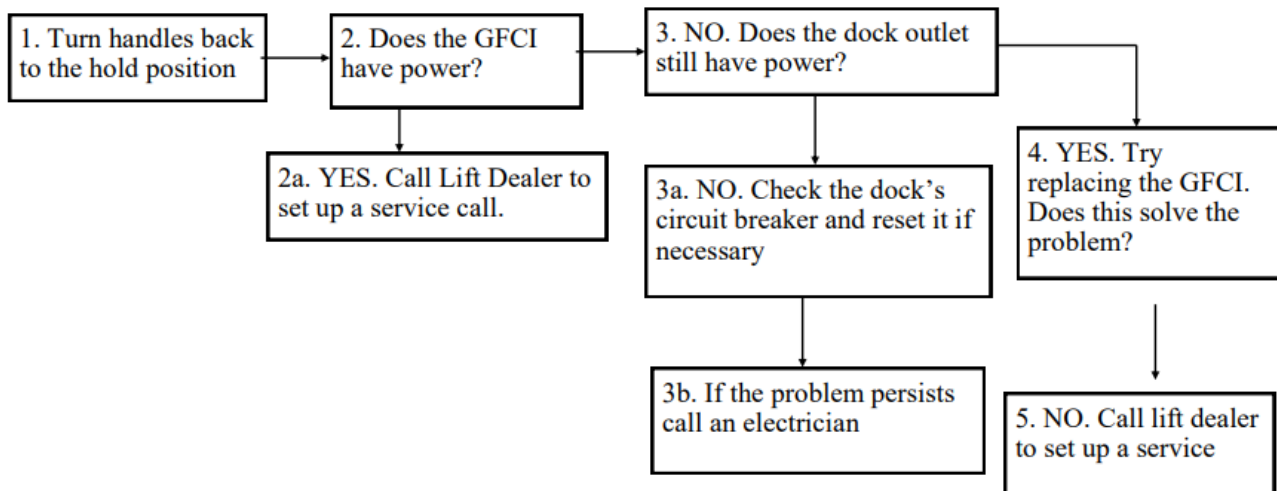 1. Turn handles back
to the hold position
2. Does the GFCI
have power?
3. NO. Does the dock outlet
still have power?
2a. YES. Call Lift Dealer to
set up a service call.
3a. NO. Check the dock’s
circuit breaker and reset it if
necessary
3b. If the problem persists
call an electrician
4. YES. Try
replacing the GFCI.
Does this solve the
problem?
5. NO. Call lift dealer
to set up a service